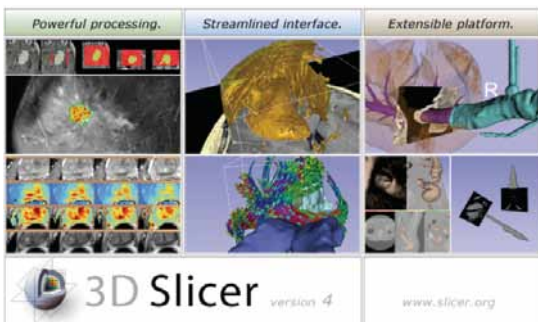 Powerful processing.
Streamlined interface.
Extensible platform.
R
3D Slicer version 4
www.slicer.org